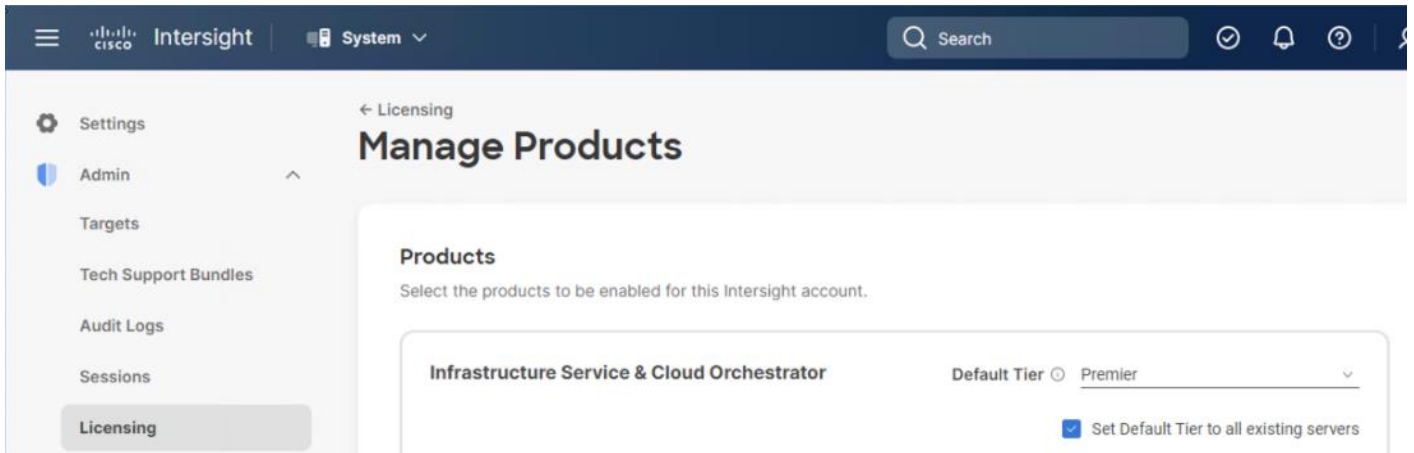 cisco Intersight System Search
← Licensing
Settings
Manage Products
Admin
Targets
Products
Tech Support Bundles
Select the products to be enabled for this Intersight account.
Audit Logs
Sessions
Infrastructure Service & Cloud Orchestrator Default Tier Premier
Licensing
Set Default Tier to all existing servers